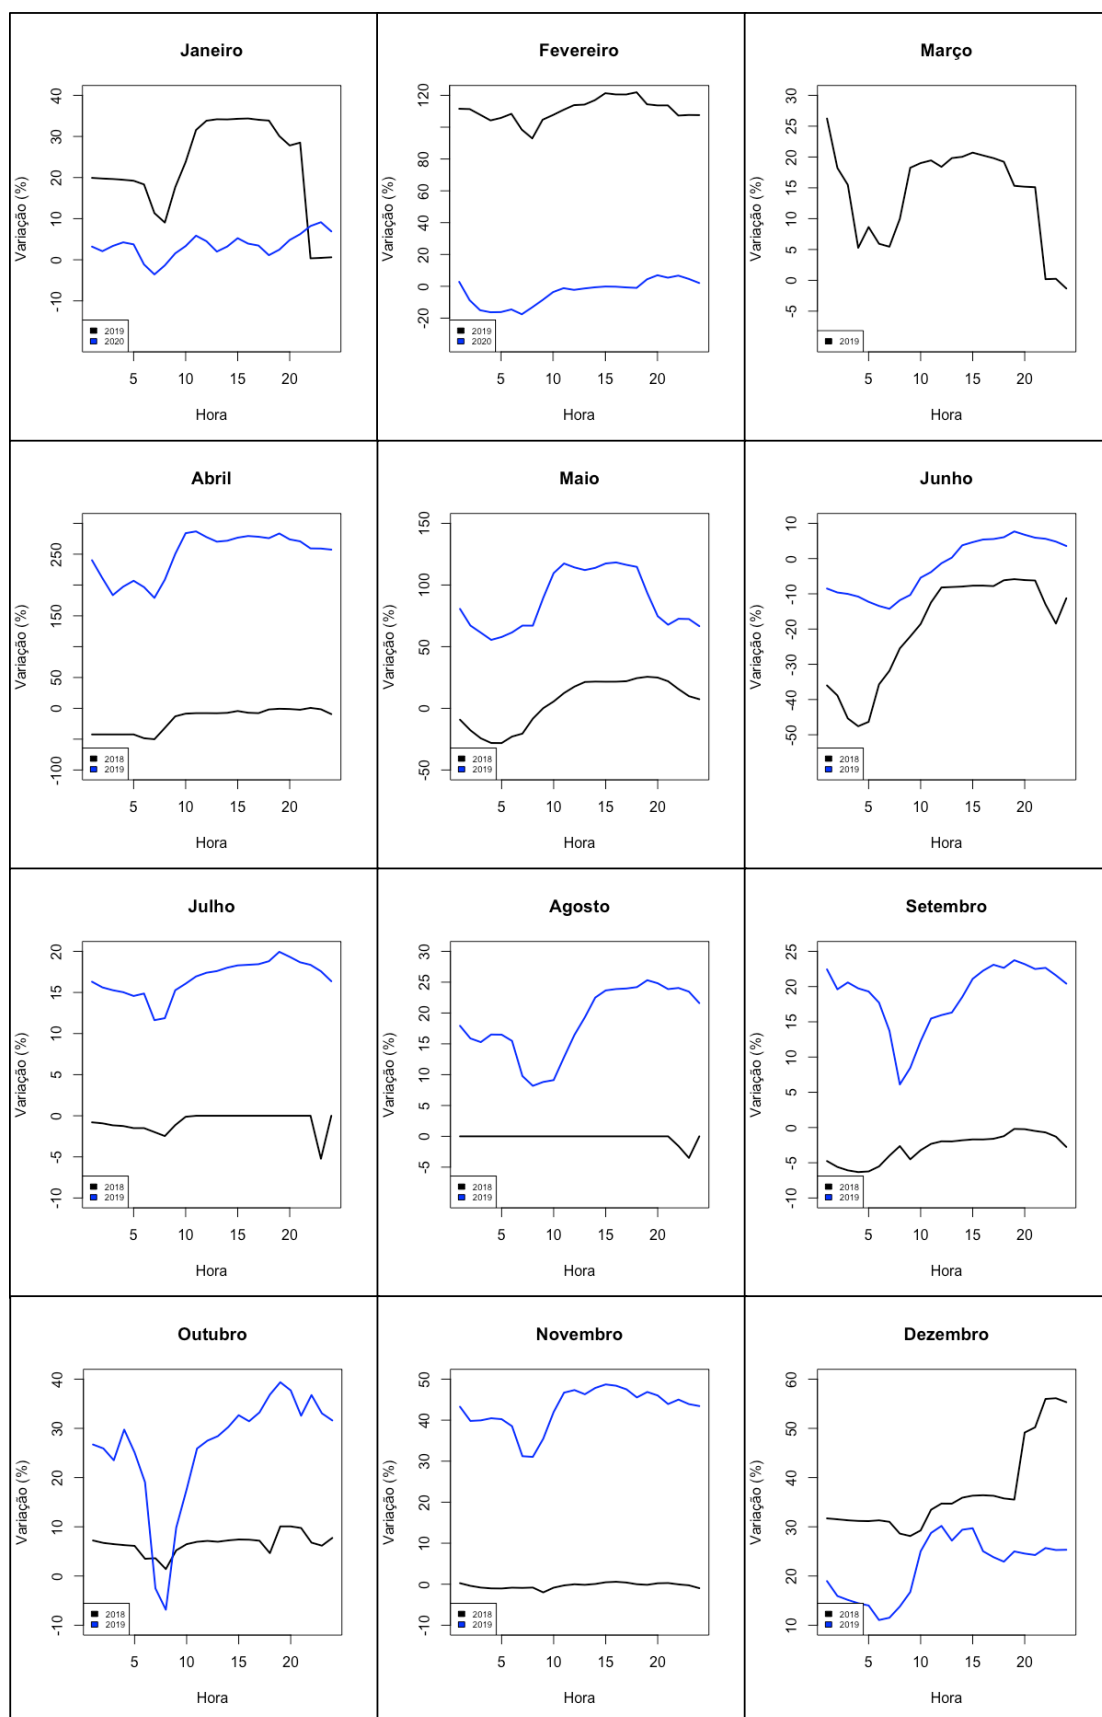 Janeiro
Variação (%)
40
30
20
10
0
-10
2019
2020
5 10 15 20
Hora
Fevereiro
Variação (%)
120
80
60
40
20
0
-20
2019
2020
5 10 15 20
Hora
Março
Variação (%)
30
25
20
15
10
5
0
-5
2019
5 10 15 20
Hora
Abril
Variação (%)
250
150
50
0
-100
2018
2019
5 10 15 20
Hora
Maio
Variação (%)
150
100
50
0
-50
2018
2019
5 10 15 20
Hora
Junho
Variação (%)
10
0
-10
-20
-30
-40
-50
2018
2019
5 10 15 20
Hora
Julho
Variação (%)
20
15
10
5
0
-5
-10
2018
2019
5 10 15 20
Hora
Agosto
Variação (%)
30
25
20
15
10
5
0
-5
2018
2019
5 10 15 20
Hora
Setembro
Variação (%)
25
20
15
10
5
0
-5
-10
2018
2019
5 10 15 20
Hora
Outubro
Variação (%)
40
30
20
10
0
-10
2018
2019
5 10 15 20
Hora
Novembro
Variação (%)
50
40
30
20
10
0
-10
2018
2019
5 10 15 20
Hora
Dezembro
Variação (%)
60
50
40
30
20
10
2018
2019
5 10 15 20
Hora